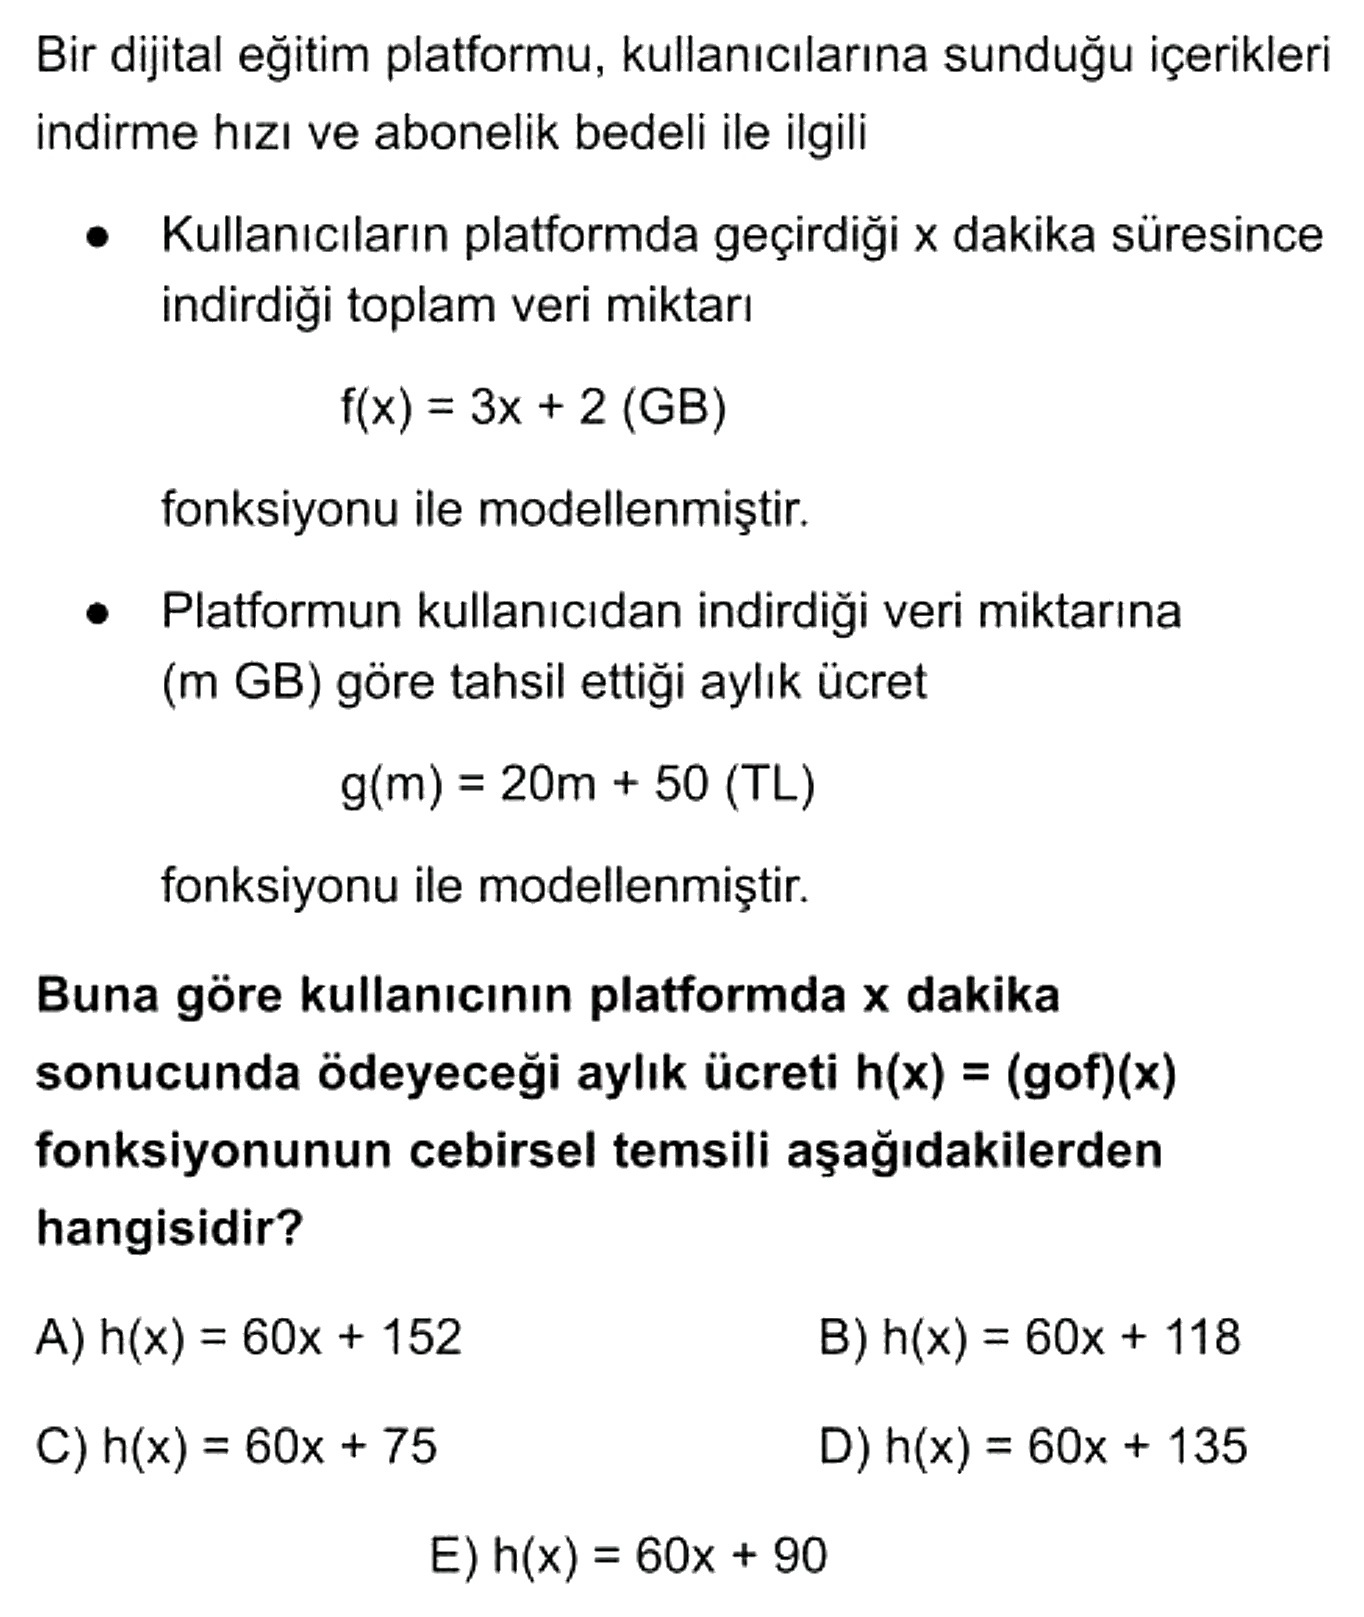 Bir dijital eğitim platformu, kullanıcılarına sunduğu içerikleri
indirme hızı ve abonelik bedeli ile ilgili
● Kullanıcıların platformda geçirdiği x dakika süresince
indirdiği toplam veri miktarı
f(x) = 3x + 2 (GB)
fonksiyonu ile modellenmiştir.
● Platformun kullanıcıdan indirdiği veri miktarına
(m GB) göre tahsil ettiği aylık ücret
g(m) = 20m + 50 (TL)
fonksiyonu ile modellenmiştir.
Buna göre kullanıcının platformda x dakika
sonucunda ödeyeceği aylık ücreti h(x) = (gof)(x)
fonksiyonunun cebirsel temsili aşağıdakilerden
hangisidir?
A) h(x) = 60x + 152 B) h(x) = 60x + 118
C) h(x) = 60x + 75 D) h(x) = 60x + 135
E) h(x) = 60x + 90